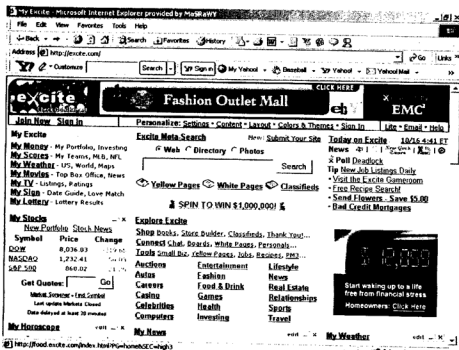 My Excite - Microsoft Internet Explorer provided by MaSRaWY
File Edit View Favorites Tools Help
Back Search Favorites History
Address http://excite.com/ Go Links
Y? Customize Search Sign in My Yahoo! Baseball Yahoo! Yahoo! Mail
excite
CLICK HERE
Fashion Outlet Mall
EMC
Join Now Sign In
Personalize: Settings • Content • Layout • Colors & Themes • Sign In
Lite • Email • Help
My Excite
My Money - My Portfolio, Investing
My Scores - My Teams, MLB, NFL
My Weather - US, World, Maps
My Movies - Top Box Office, News
My TV - Listings, Ratings
My Sign - Date Guide, Love Match
My Lottery - Lottery Results
My Stocks
New Portfolio Stock News
Symbol Price Change
DOW 8,036.03
NASDAQ 1,232.41
S&P 500 860.02
Get Quotes: Go
Market Summary - Find Symbol
Last update Markets Closed
Data delayed at least 20 minutes
My Horoscope edit
Excite Meta-Search New: Submit Your Site
Web Directory Photos
Search
Yellow Pages White Pages Classifieds
SPIN TO WIN $1,000,000!
Explore Excite
Shop Books, Store Builder, Classifieds, Thank You!...
Connect Chat, Boards, White Pages, Personals...
Tools Small Biz, Yellow Pages, Jobs, Recipes, PM3...
Auctions Entertainment Lifestyle
Autos Fashion News
Careers Food & Drink Real Estate
Casino Games Relationships
Celebrities Health Sports
Computers Investing Travel
My News edit
Today on Excite 10/16 4:41 ET
News
Poll Deadlock
Tip New Job Listings Daily
• Visit the Excite Gameroom
• Free Recipe Search!
• Send Flowers - Save $5.00
• Bad Credit Mortgages
Start waking up to a life
free from financial stress
Homeowners: Click Here
My Weather edit
http://food.excite.com/index.html?PG=home&SEC=high3